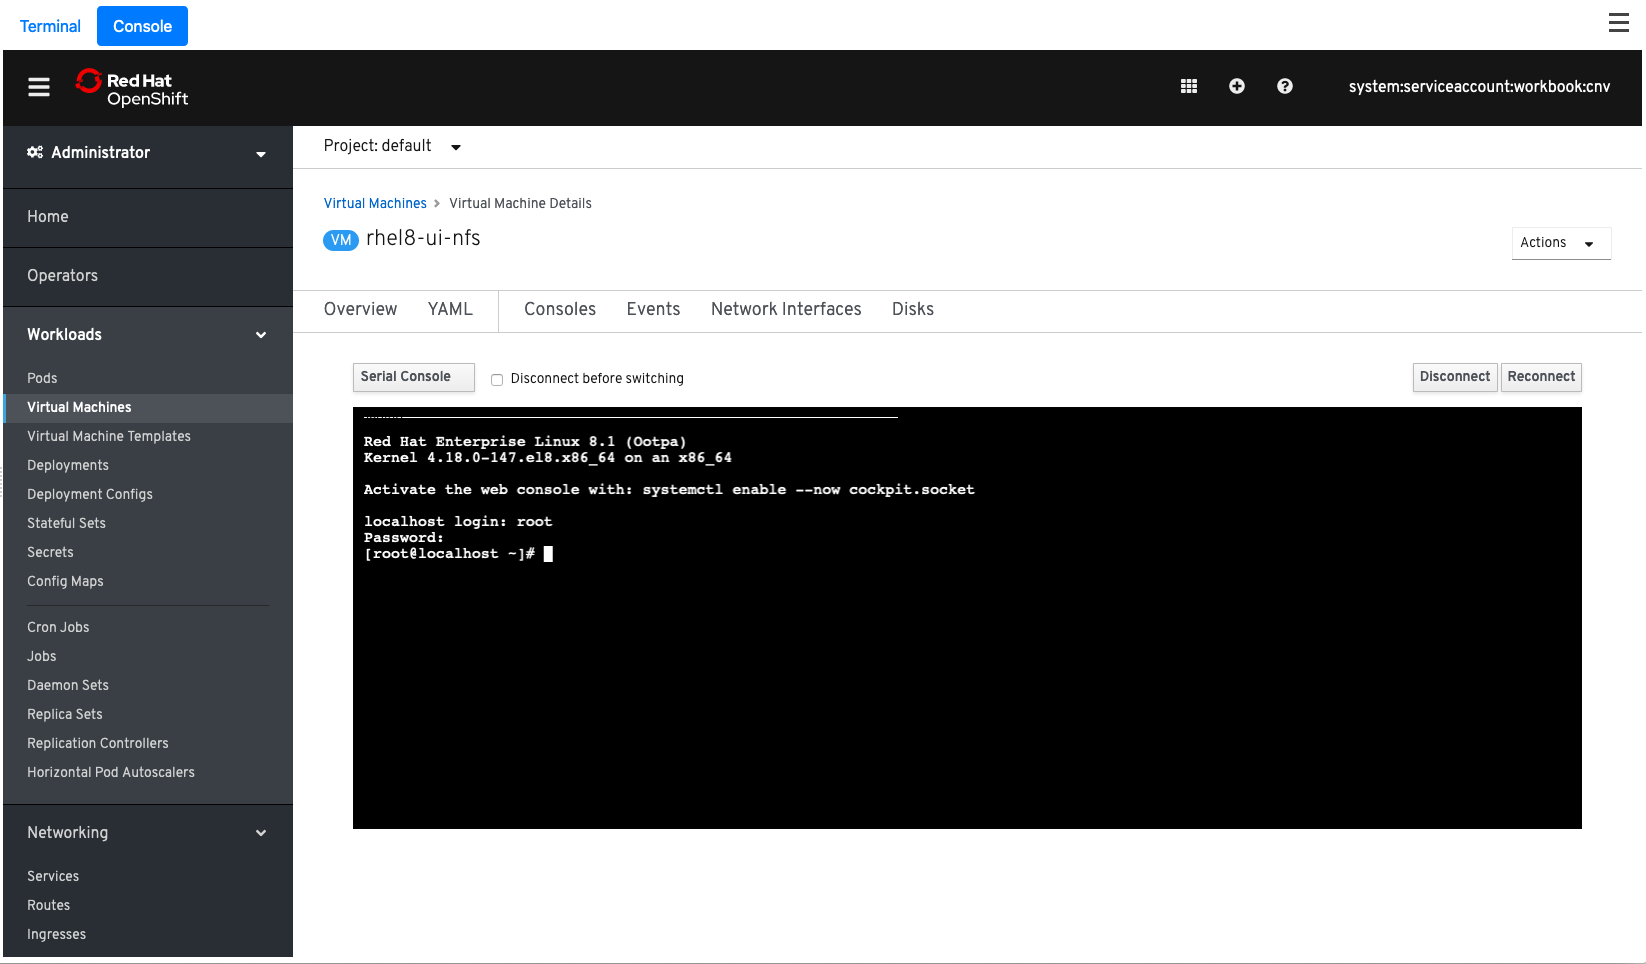 Terminal
Console
Red Hat
OpenShift
system:serviceaccount:workbook:cnv
Administrator
Home
Operators
Workloads
Pods
Virtual Machines
Virtual Machine Templates
Deployments
Deployment Configs
Stateful Sets
Secrets
Config Maps
Cron Jobs
Jobs
Daemon Sets
Replica Sets
Replication Controllers
Horizontal Pod Autoscalers
Networking
Services
Routes
Ingresses
Project: default
Virtual Machines > Virtual Machine Details
VM rhel8-ui-nfs
Actions
Overview YAML Consoles Events Network Interfaces Disks
Serial Console Disconnect before switching Disconnect Reconnect
Red Hat Enterprise Linux 8.1 (Ootpa)
Kernel 4.18.0-147.el8.x86_64 on an x86_64
Activate the web console with: systemctl enable --now cockpit.socket
localhost login: root
Password:
[root@localhost ~]#